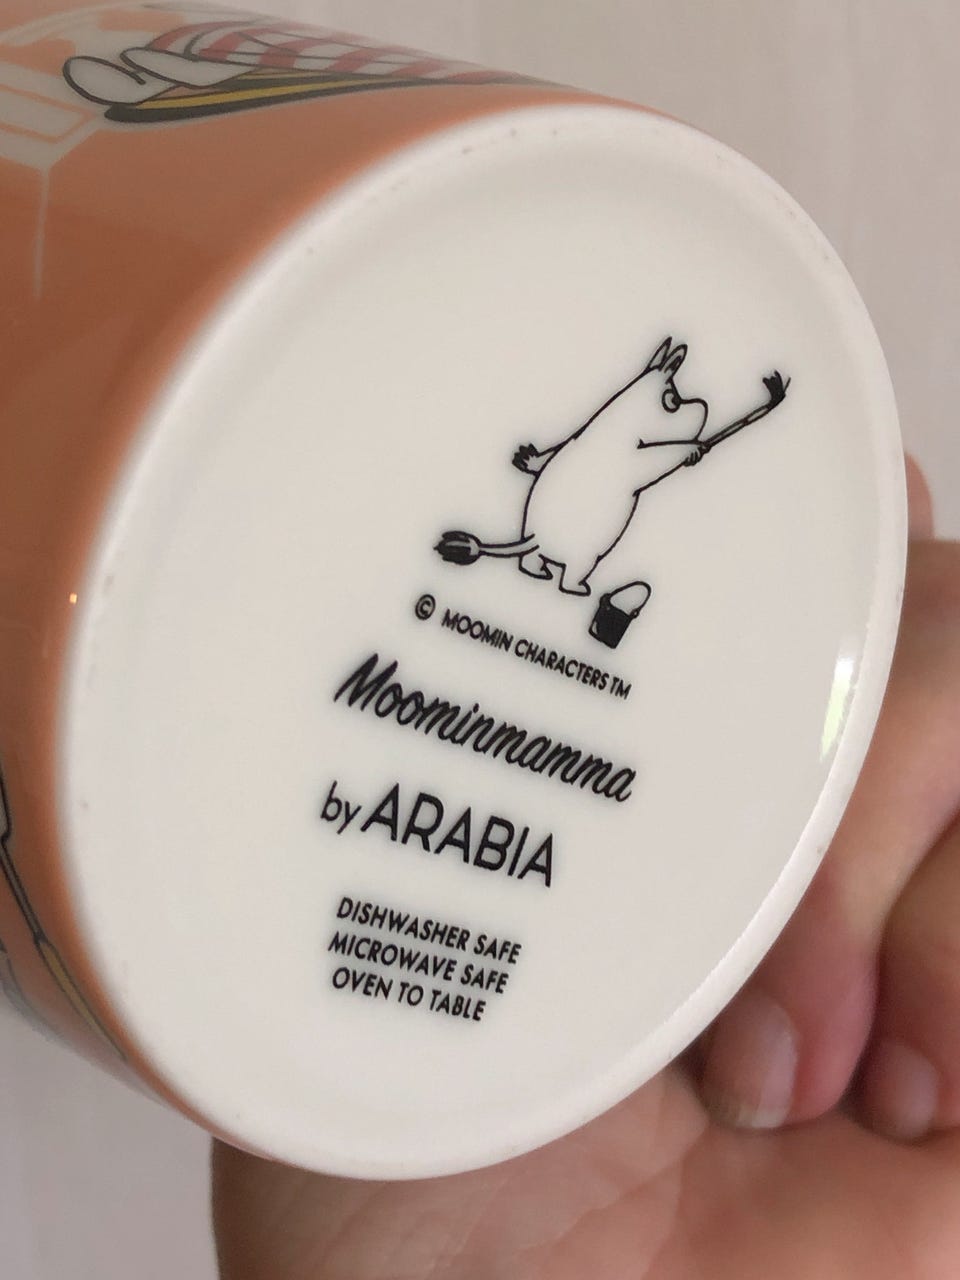 © MOOMIN CHARACTERS TM
Moominmamma
by ARABIA
DISHWASHER SAFE
MICROWAVE SAFE
OVEN TO TABLE